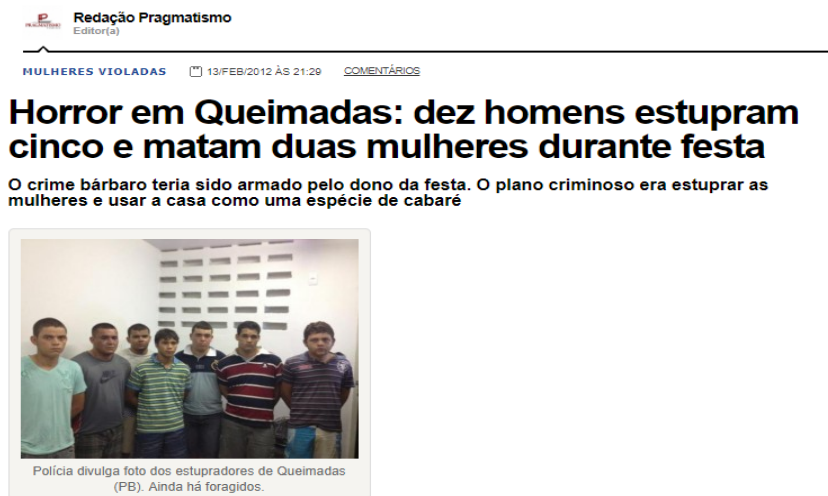 Redação Pragmatismo
Editor(a)
MULHERES VIOLADAS 13/FEB/2012 ÀS 21:29 COMENTÁRIOS
Horror em Queimadas: dez homens estupram
cinco e matam duas mulheres durante festa
O crime bárbaro teria sido armado pelo dono da festa. O plano criminoso era estuprar as
mulheres e usar a casa como uma espécie de cabaré
Polícia divulga foto dos estupradores de Queimadas
(PB). Ainda há foragidos.